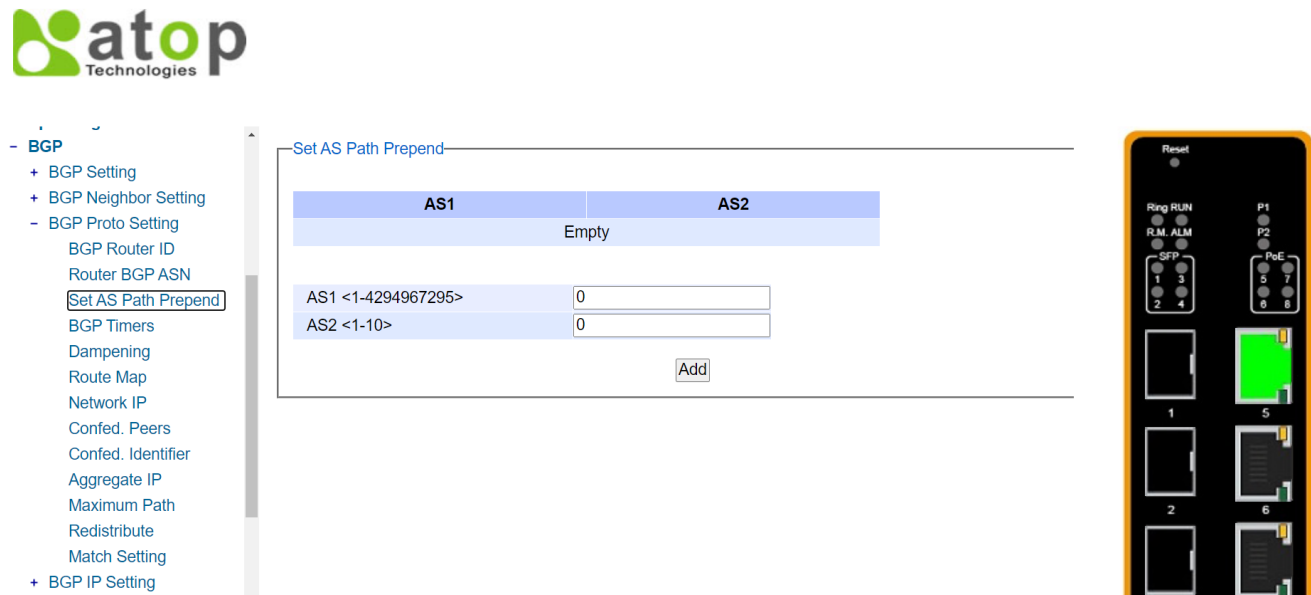 atop
Technologies
- BGP
+ BGP Setting
+ BGP Neighbor Setting
- BGP Proto Setting
BGP Router ID
Router BGP ASN
Set AS Path Prepend
BGP Timers
Dampening
Route Map
Network IP
Confed. Peers
Confed. Identifier
Aggregate IP
Maximum Path
Redistribute
Match Setting
+ BGP IP Setting
Set AS Path Prepend
AS1 AS2
Empty
AS1 <1-4294967295> 0
AS2 <1-10> 0
Add
Reset
Ring RUN P1
R.M. ALM P2
SFP PoE
1 3 5 7
2 4 6 8
1 5
2 6